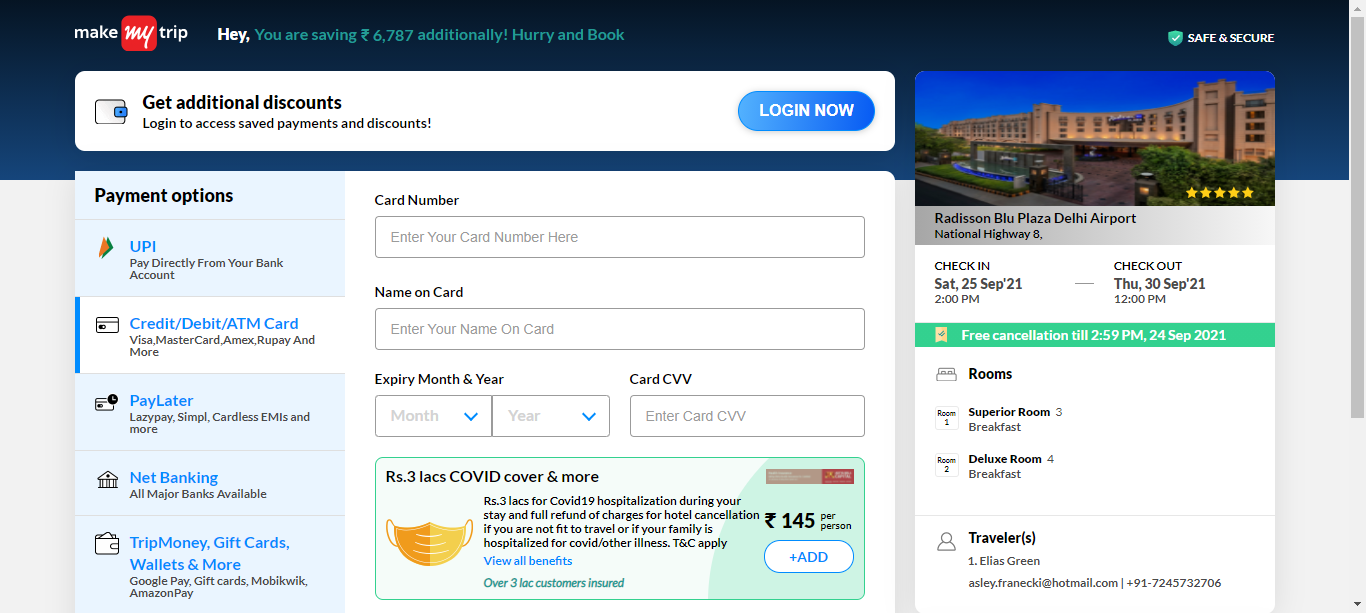 make my trip
Hey, You are saving ₹ 6,787 additionally! Hurry and Book
SAFE & SECURE
Get additional discounts
Login to access saved payments and discounts!
LOGIN NOW
Payment options
UPI
Pay Directly From Your Bank
Account
Credit/Debit/ATM Card
Visa,MasterCard,Amex,Rupay And
More
PayLater
Lazypay, Simpl, Cardless EMIs and
more
Net Banking
All Major Banks Available
TripMoney, Gift Cards,
Wallets & More
Google Pay, Gift cards, Mobikwik,
AmazonPay
Card Number
Enter Your Card Number Here
Name on Card
Enter Your Name On Card
Expiry Month & Year
Card CVV
Month
Year
Enter Card CVV
Rs.3 lacs COVID cover & more
Rs.3 lacs for Covid19 hospitalization during your
stay and full refund of charges for hotel cancellation
if you are not fit to travel or if your family is
hospitalized for covid/other illness. T&C apply
View all benefits
Over 3 lac customers insured
₹ 145 per
person
+ADD
Radisson Blu Plaza Delhi Airport
National Highway 8,
CHECK IN
Sat, 25 Sep'21
2:00 PM
CHECK OUT
Thu, 30 Sep'21
12:00 PM
Free cancellation till 2:59 PM, 24 Sep 2021
Rooms
Room
1
Superior Room 3
Breakfast
Room
2
Deluxe Room 4
Breakfast
Traveler(s)
1. Elias Green
asley.franecki@hotmail.com | +91-7245732706